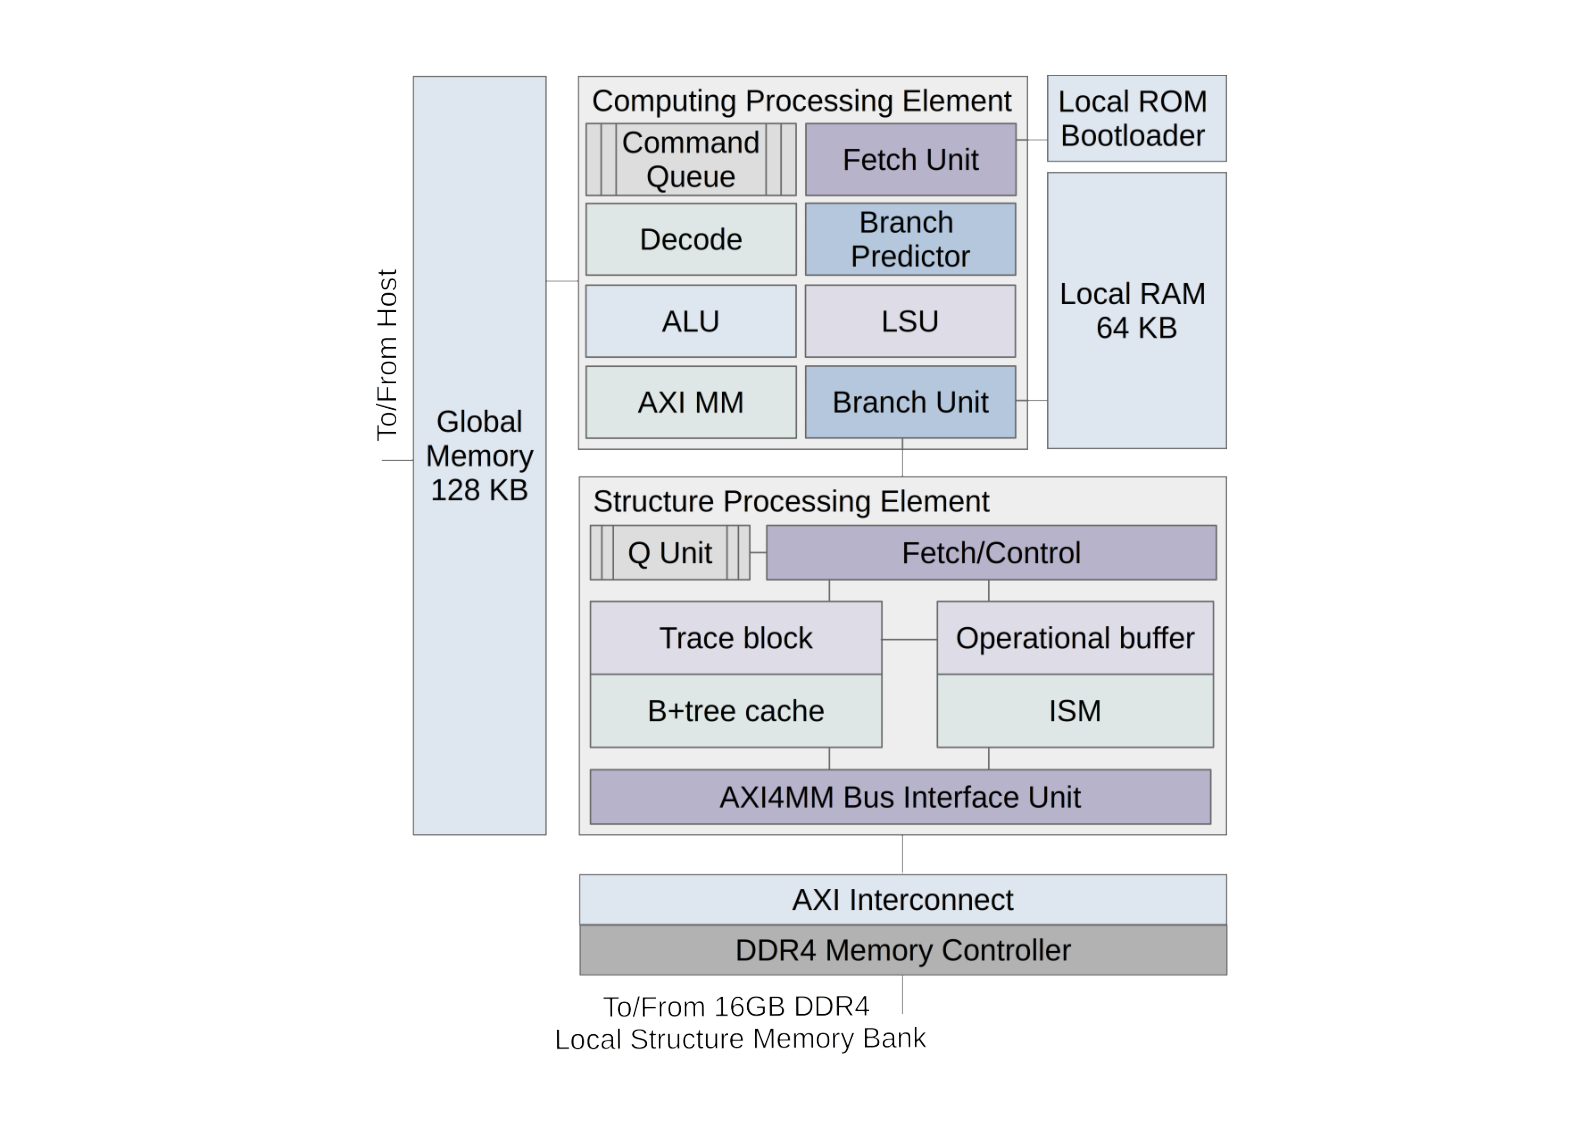 To/From Host
Global
Memory
128 KB
Computing Processing Element
Command
Queue
Fetch Unit
Decode
Branch
Predictor
ALU
LSU
AXI MM
Branch Unit
Local ROM
Bootloader
Local RAM
64 KB
Structure Processing Element
Q Unit
Fetch/Control
Trace block
Operational buffer
B+tree cache
ISM
AXI4MM Bus Interface Unit
AXI Interconnect
DDR4 Memory Controller
To/From 16GB DDR4
Local Structure Memory Bank